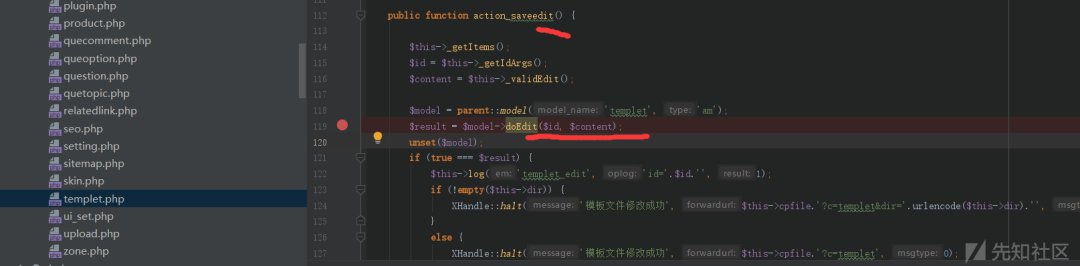 plugin.php
product.php
quecomment.php
queoption.php
question.php
quetopic.php
relatedlink.php
seo.php
setting.php
sitemap.php
skin.php
templet.php
ui_set.php
upload.php
zone.php
112 public function action_saveedit() {
113
114 $this->_getItems();
115 $id = $this->_getIdArgs();
116 $content = $this->_validEdit();
117
118 $model = parent::model( model_name: 'templet', type: 'am');
119 $result = $model->doEdit($id, $content);
120 unset($model);
121 if (true === $result) {
122 $this->log( em: 'templet_edit', oplog: 'id='.$id.'', result: 1);
123 if (!empty($this->dir)) {
124 XHandle::halt( message: '模板文件修改成功', forwardurl: $this->cpfile.'?c=templet&dir='.urlencode($this->dir).'', msgt
125 }
126 else {
127 XHandle::halt( message: '模板文件修改成功', forwardurl: $this->cpfile.'?c=templet', msgtype: 0);
先知社区